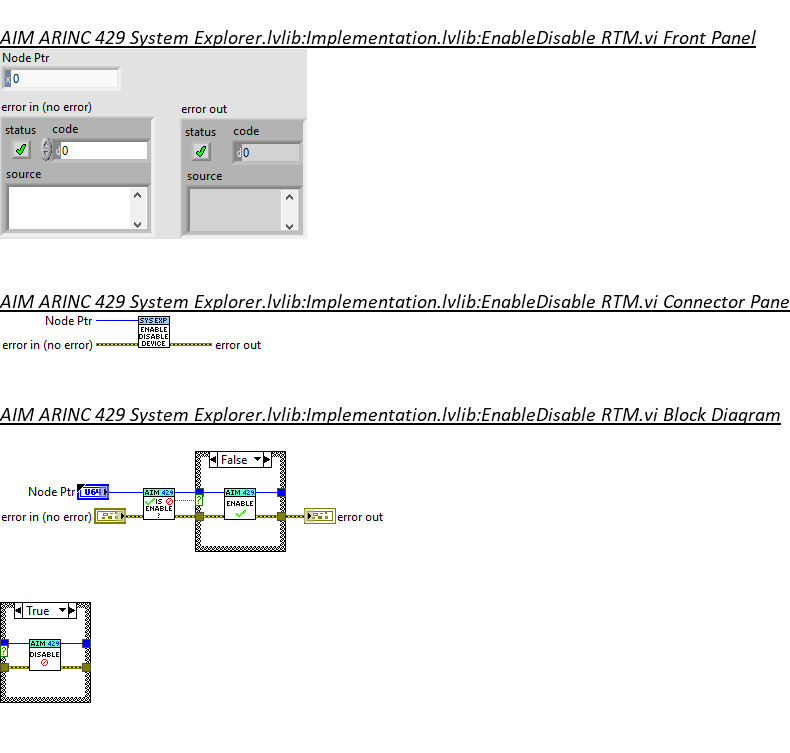 AIM ARINC 429 System Explorer.lvlib:Implementation.lvlib:EnableDisable RTM.vi Front Panel
Node Ptr
x 0
error in (no error)
error out
status code
status code
d 0
d 0
source
source
AIM ARINC 429 System Explorer.lvlib:Implementation.lvlib:EnableDisable RTM.vi Connector Pane
Node Ptr
SYS EXP
ENABLE
DISABLE
DEVICE
error in (no error)
error out
AIM ARINC 429 System Explorer.lvlib:Implementation.lvlib:EnableDisable RTM.vi Block Diagram
False
Node Ptr
U64
AIM 429
IS
ENABLE
?
?
AIM 429
ENABLE
error in (no error)
error out
True
?
AIM 429
DISABLE